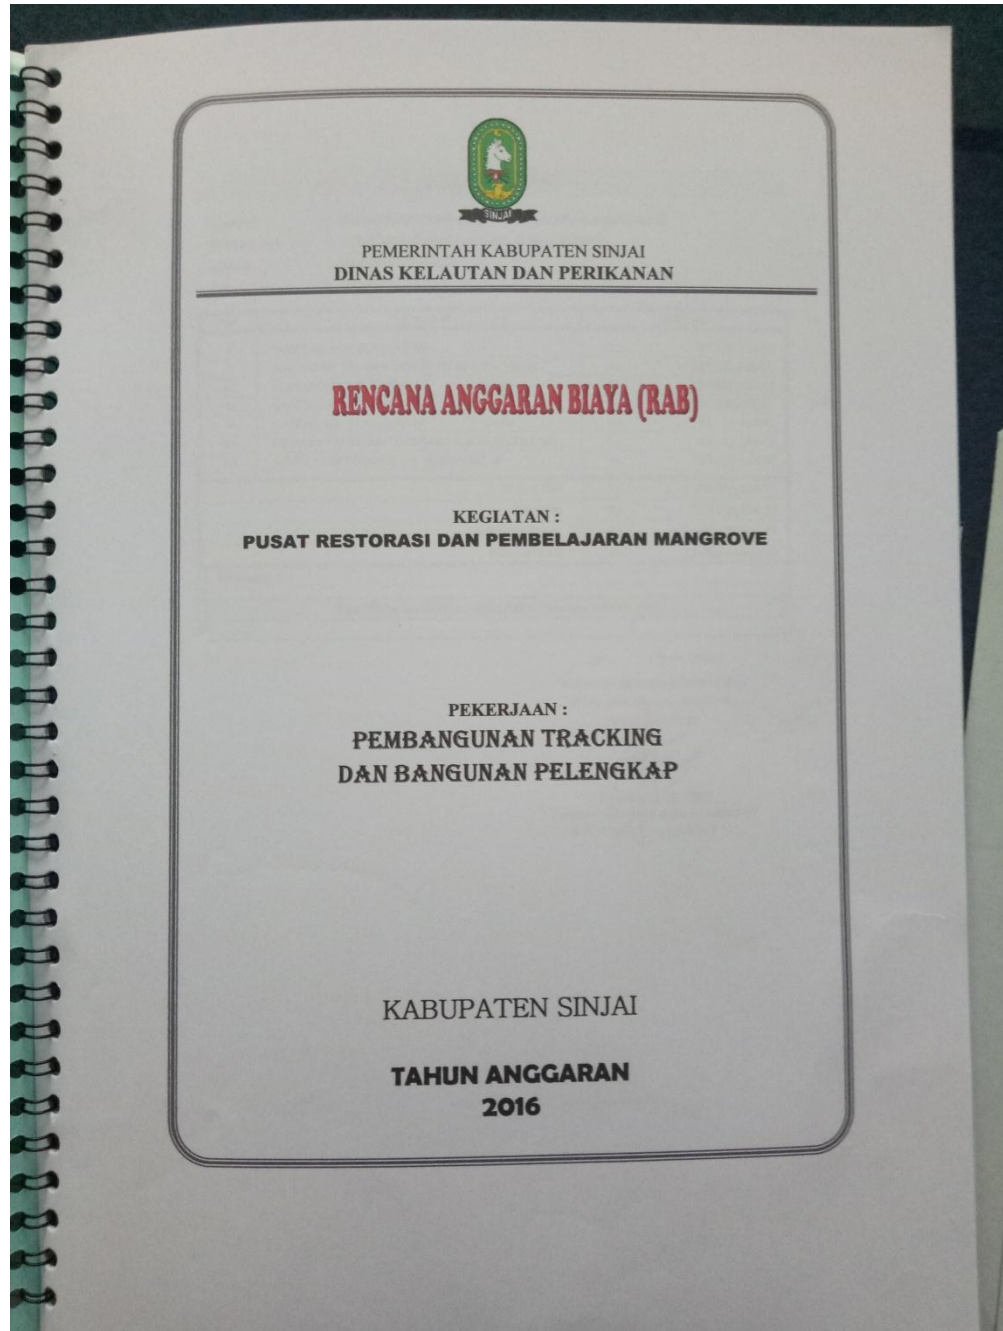 SINJAI
PEMERINTAH KABUPATEN SINJAI
DINAS KELAUTAN DAN PERIKANAN
RENCANA ANGGARAN BIAYA (RAB)
KEGIATAN :
PUSAT RESTORASI DAN PEMBELAJARAN MANGROVE
PEKERJAAN :
PEMBANGUNAN TRACKING
DAN BANGUNAN PELENGKAP
KABUPATEN SINJAI
TAHUN ANGGARAN
2016